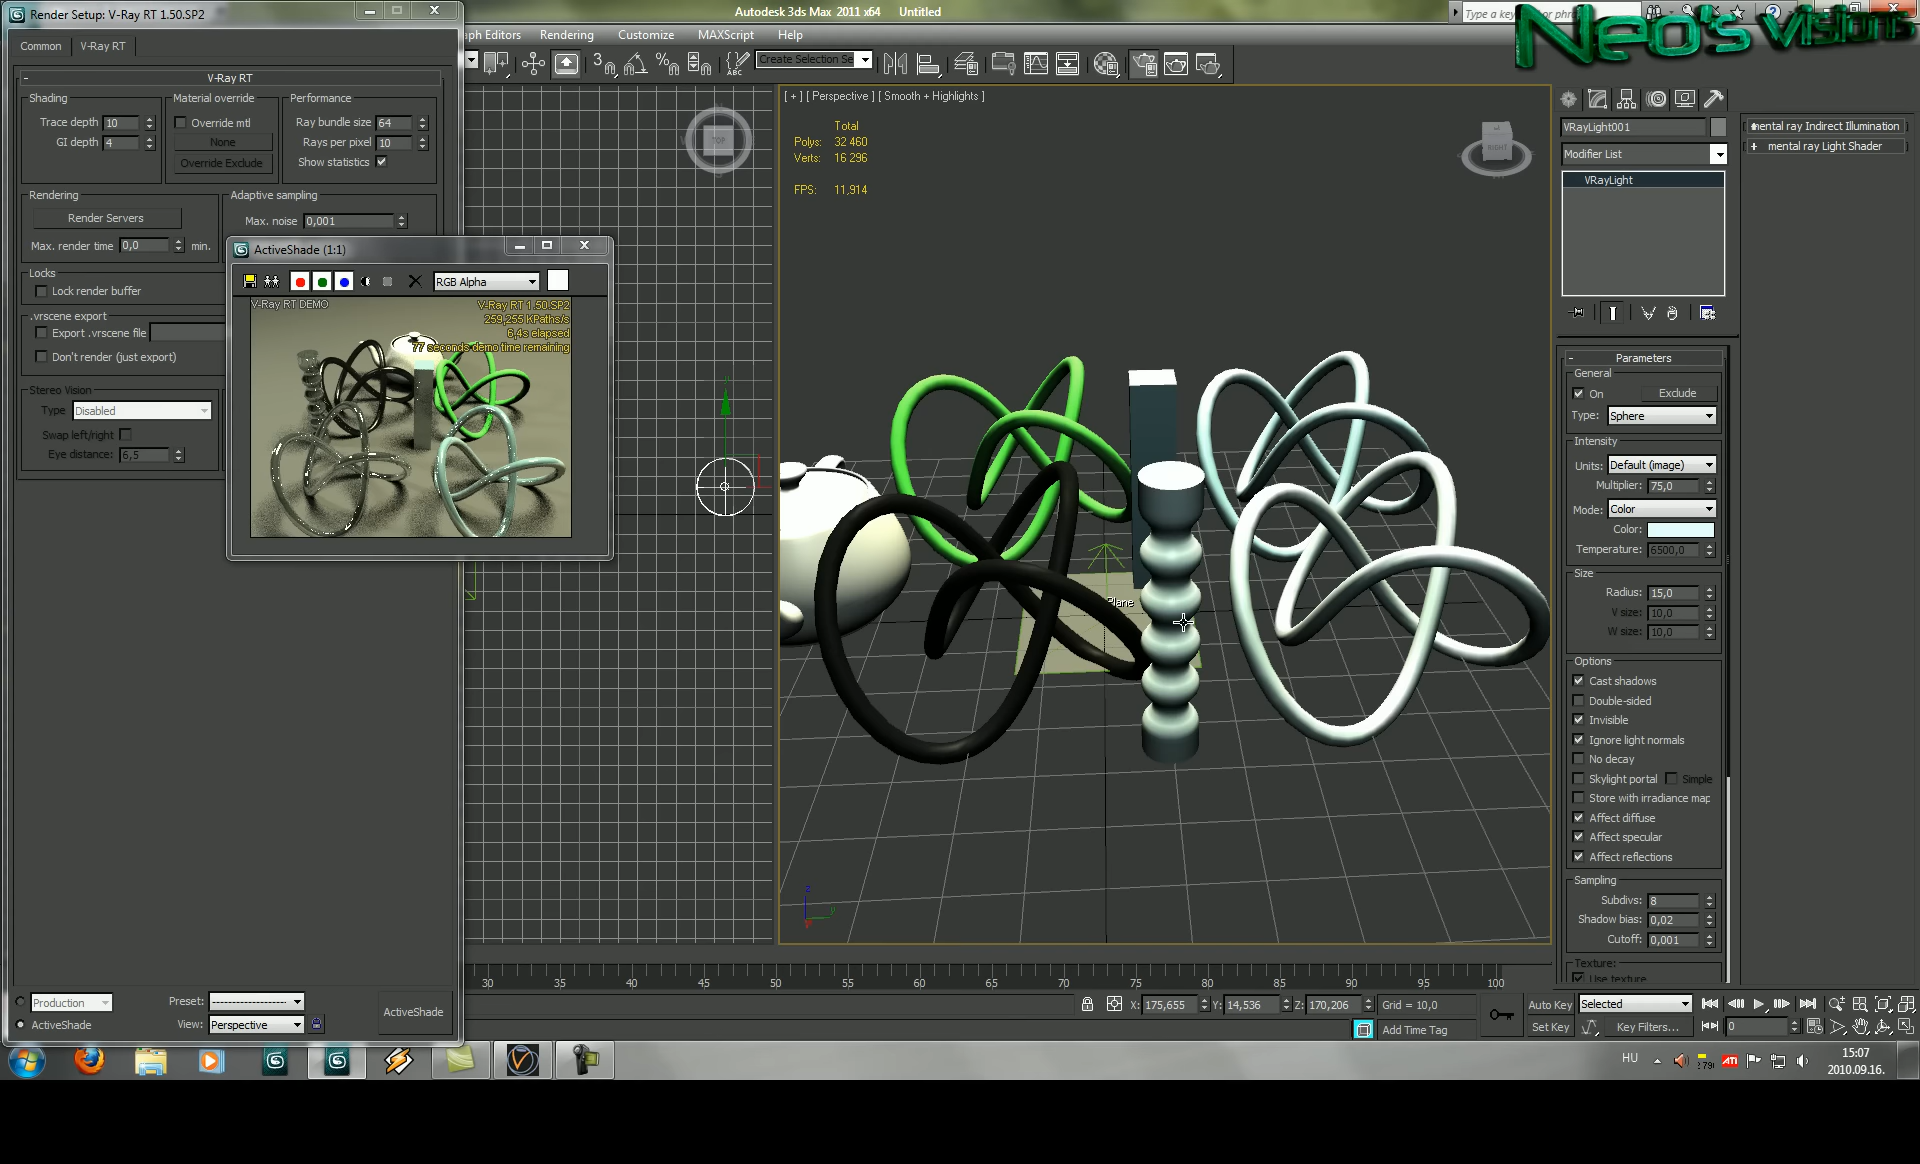 Render Setup: V-Ray RT 1.50.SP2
Autodesk 3ds Max 2011 x64 Untitled
Neo's visions
Type a key or phr
ph Editors Rendering Customize MAXScript Help
Create Selection Se
Common V-Ray RT
- V-Ray RT
Shading
Trace depth 10
GI depth 4
Material override
Override mtl
None
Override Exclude
Performance
Ray bundle size 64
Rays per pixel 10
Show statistics
Rendering
Render Servers
Max. render time 0,0 min.
Adaptive sampling
Max. noise 0,001
Locks
Lock render buffer
.vrscene export
Export .vrscene file
Don't render (just export)
Stereo Vision
Type Disabled
Swap left/right
Eye distance: 6,5
ActiveShade (1:1)
RGB Alpha
V-Ray RT DEMO
V-Ray RT 1.50.SP2
259,255 KPaths/s
6,4s elapsed
77 seconds demo time remaining
TOP
[ + ] [ Perspective ] [ Smooth + Highlights ]
Total
Polys: 32 460
Verts: 16 296
FPS: 11,914
RIGHT
Plane
z
y
VRayLight001
Modifier List
VRayLight
mental ray Indirect Illumination
+ mental ray Light Shader
- Parameters
General
On Exclude
Type: Sphere
Intensity
Units: Default (image)
Multiplier: 75,0
Mode: Color
Color:
Temperature: 6500,0
Size
Radius: 15,0
V size: 10,0
W size: 10,0
Options
Cast shadows
Double-sided
Invisible
Ignore light normals
No decay
Skylight portal Simple
Store with irradiance map
Affect diffuse
Affect specular
Affect reflections
Sampling
Subdivs: 8
Shadow bias: 0,02
Cutoff: 0,001
Texture:
Use texture
30 35 40 45 50 55 60 65 70 75 80 85 90 95 100
Production
ActiveShade
Preset: -------------------
View: Perspective
ActiveShade
X: 175,655 Y: 14,536 Z: 170,206 Grid = 10,0
Add Time Tag
Auto Key Selected
Set Key Key Filters... 0
HU
ATI
15:07
2010.09.16.